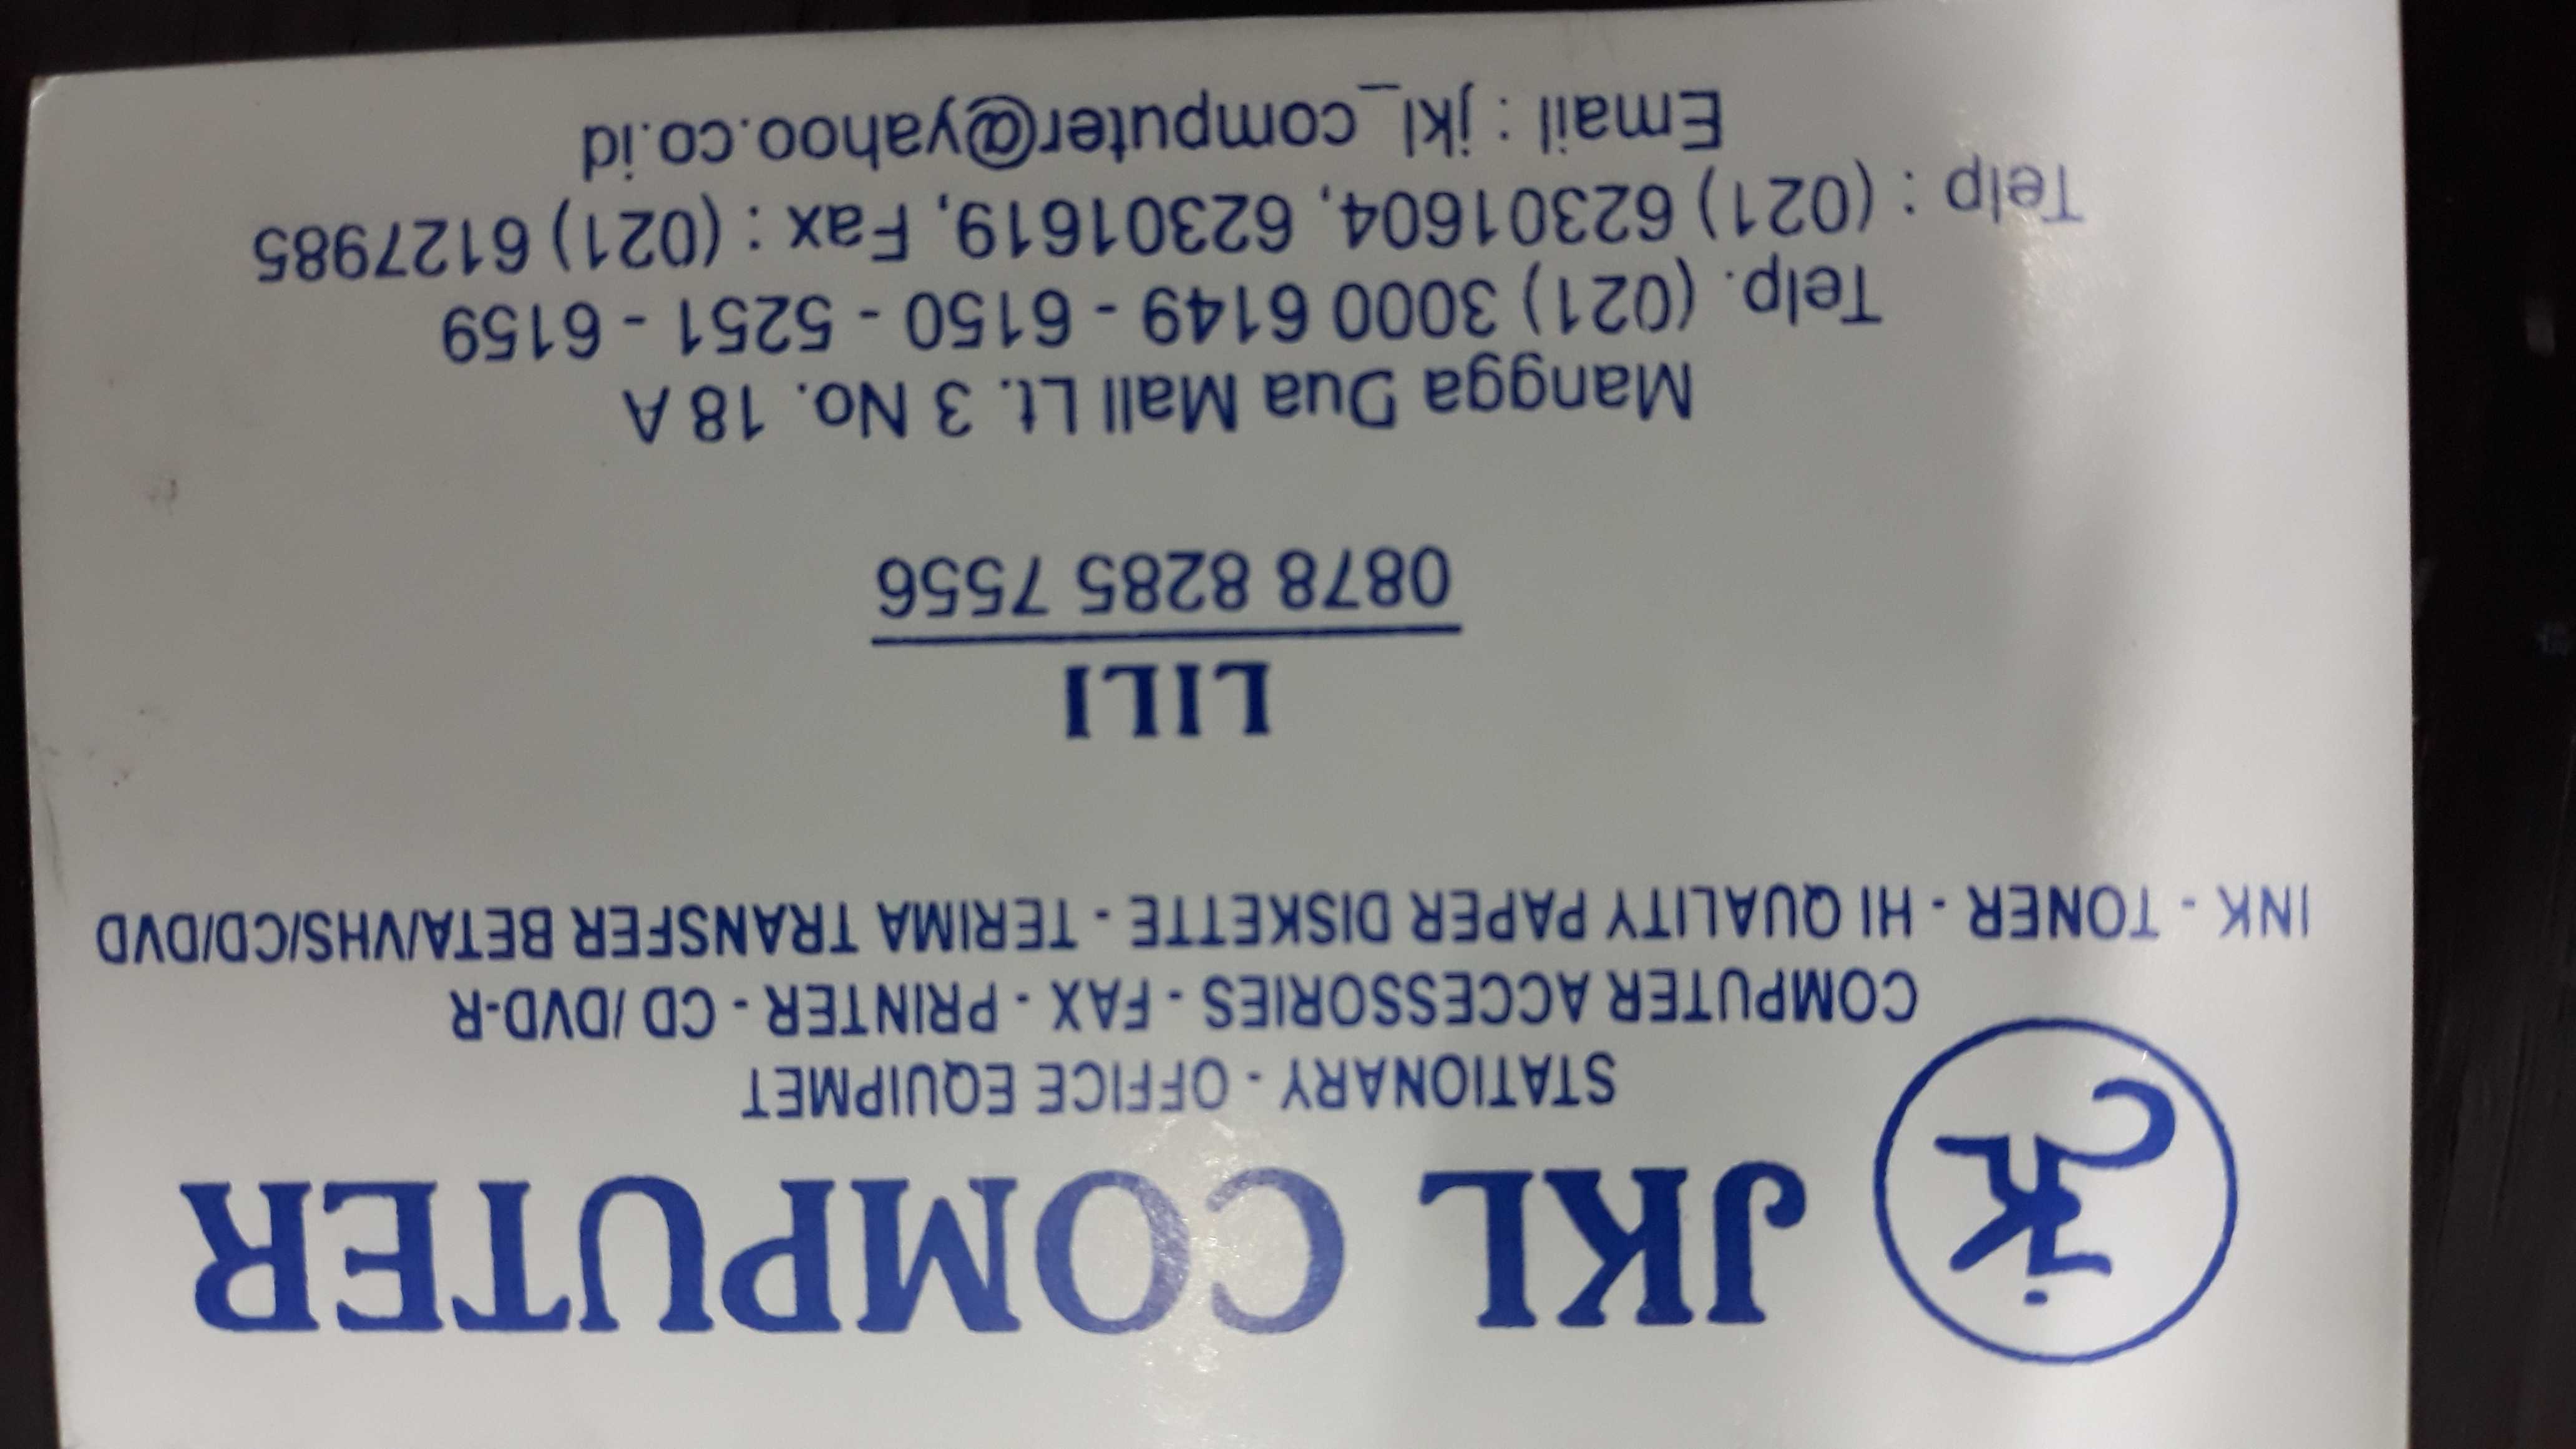 JKL COMPUTER
STATIONARY - OFFICE EQUIPMET
COMPUTER ACCESSORIES - FAX - PRINTER - CD /DVD-R
INK - TONER - HI QUALITY PAPER DISKETTE - TERIMA TRANSFER BETA/VHS/CD/DVD
LILI
0878 8285 7556
Mangga Dua Mall Lt. 3 No. 18 A
Telp. (021) 3000 6149 - 6150 - 5251 - 6159
Telp : (021) 62301604, 62301619, Fax : (021) 6127985
Email : jkl_computer@yahoo.co.id